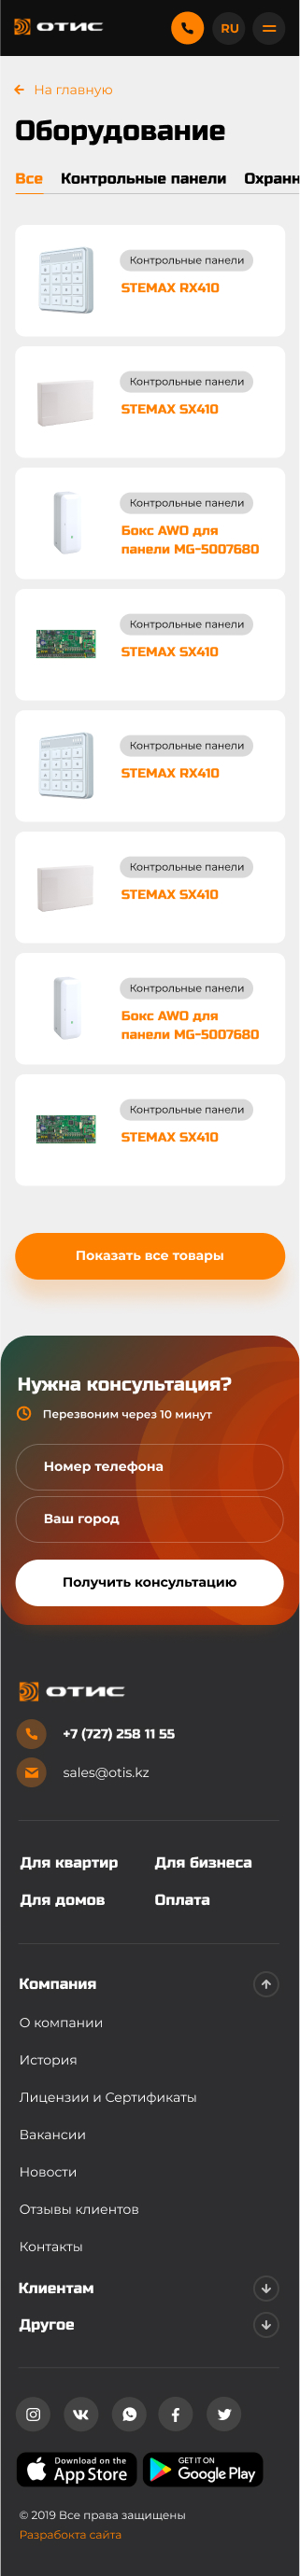 ОТИС
RU
На главную
Оборудование
Все Контрольные панели Охранн
Контрольные панели
STEMAX RX410
Контрольные панели
STEMAX SX410
Контрольные панели
Бокс AWO для
панели MG-5007680
Контрольные панели
STEMAX SX410
Контрольные панели
STEMAX RX410
Контрольные панели
STEMAX SX410
Контрольные панели
Бокс AWO для
панели MG-5007680
Контрольные панели
STEMAX SX410
Показать все товары
Нужна консультация?
Перезвоним через 10 минут
Номер телефона
Ваш город
Получить консультацию
ОТИС
+7 (727) 258 11 55
sales@otis.kz
Для квартир Для бизнеса
Для домов Оплата
Компания
О компании
История
Лицензии и Сертификаты
Вакансии
Новости
Отзывы клиентов
Контакты
Клиентам
Другое
Download on the
App Store
GET IT ON
Google Play
© 2019 Все права защищены
Разрабокта сайта